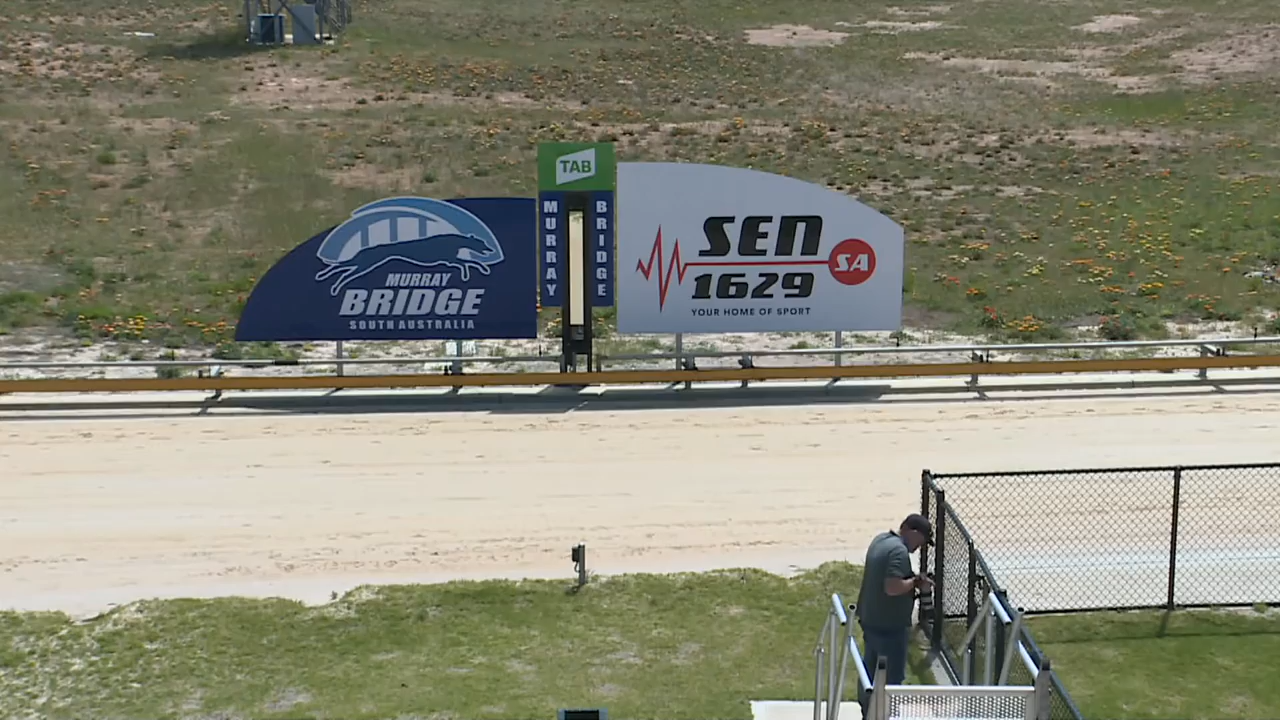 TAB
MURRAY
BRIDGE
MURRAY
BRIDGE
SOUTH AUSTRALIA
SEN
SA
1629
YOUR HOME OF SPORT